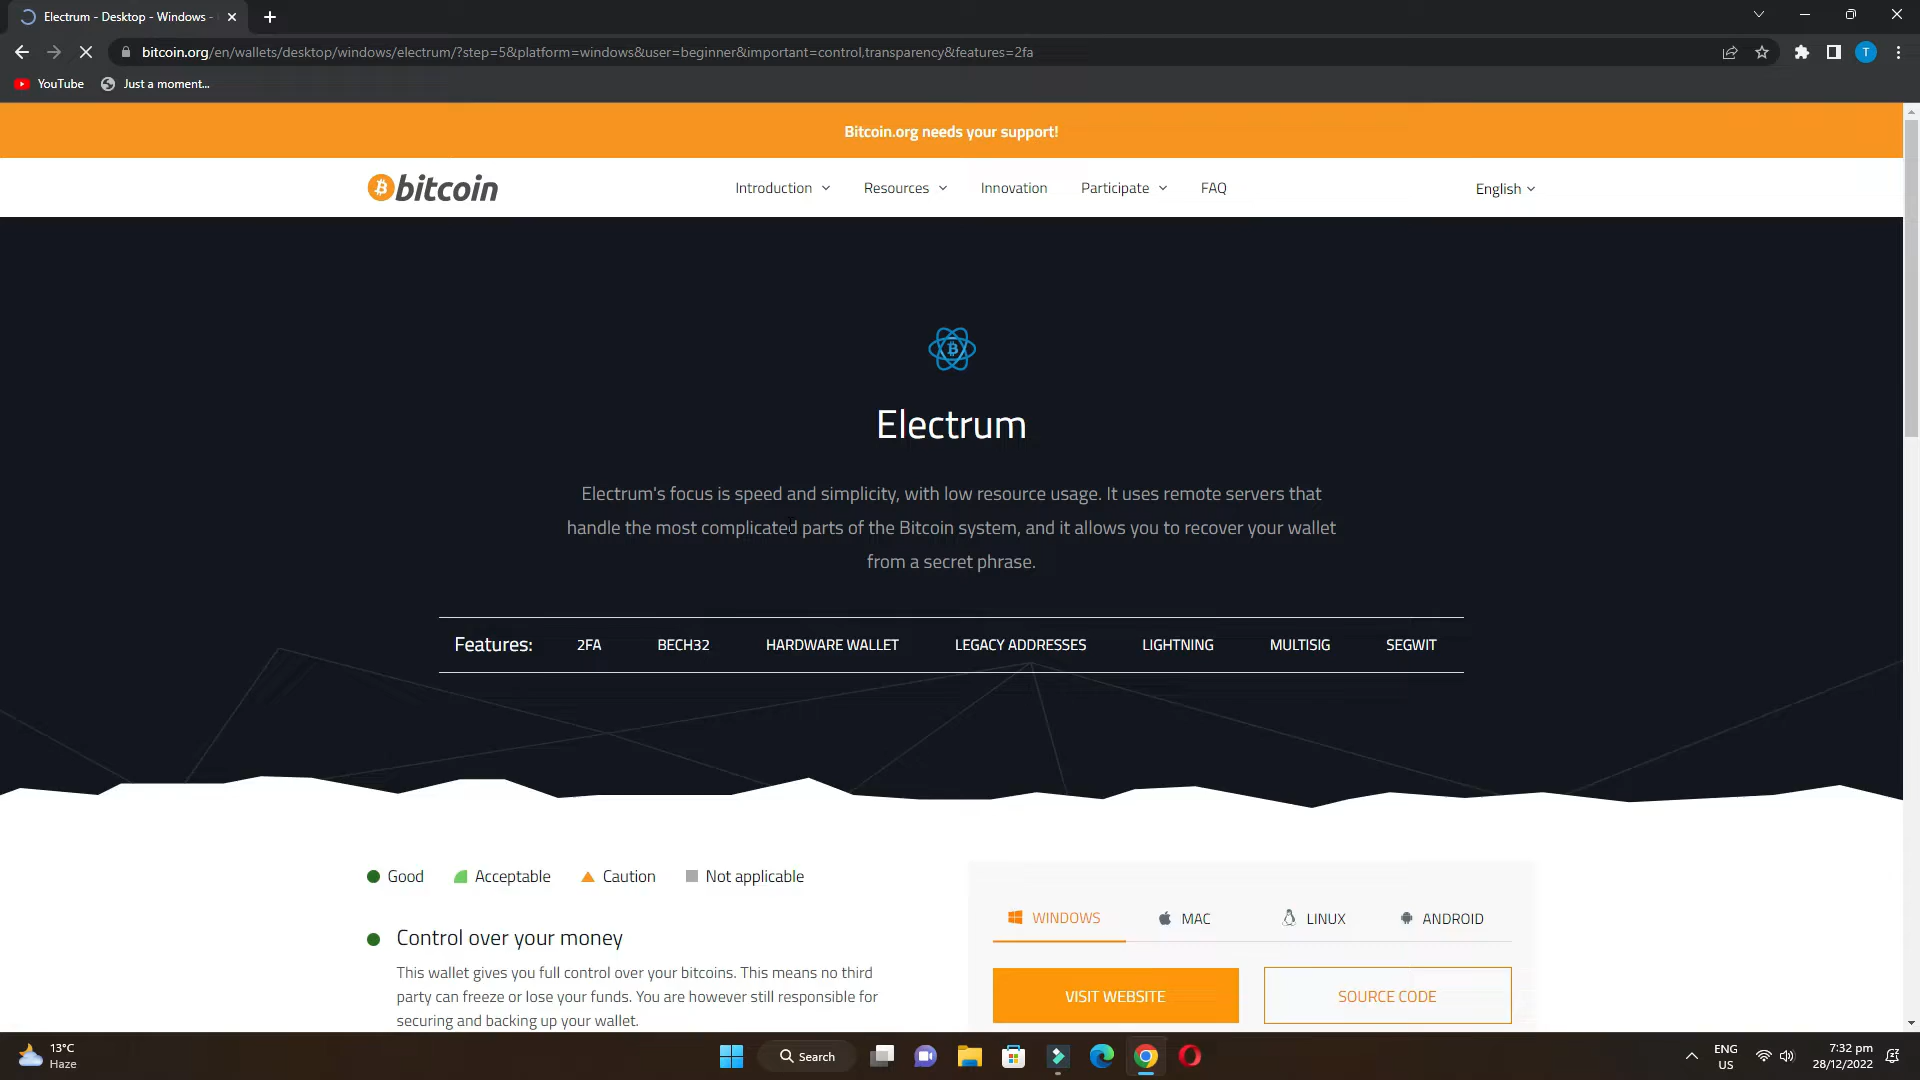 Electrum - Desktop - Windows -
bitcoin.org/en/wallets/desktop/windows/electrum/?step=5&platform=windows&user=beginner&important=control,transparency&features=2fa
T
YouTube
Just a moment...
Bitcoin.org needs your support!
bitcoin
Introduction
Resources
Innovation
Participate
FAQ
English
Electrum
Electrum's focus is speed and simplicity, with low resource usage. It uses remote servers that
handle the most complicated parts of the Bitcoin system, and it allows you to recover your wallet
from a secret phrase.
Features: 2FA BECH32 HARDWARE WALLET LEGACY ADDRESSES LIGHTNING MULTISIG SEGWIT
Good Acceptable Caution Not applicable
Control over your money
This wallet gives you full control over your bitcoins. This means no third
party can freeze or lose your funds. You are however still responsible for
securing and backing up your wallet.
WINDOWS MAC LINUX ANDROID
VISIT WEBSITE
SOURCE CODE
13°C
Haze
Search
ENG
US
7:32 pm
28/12/2022